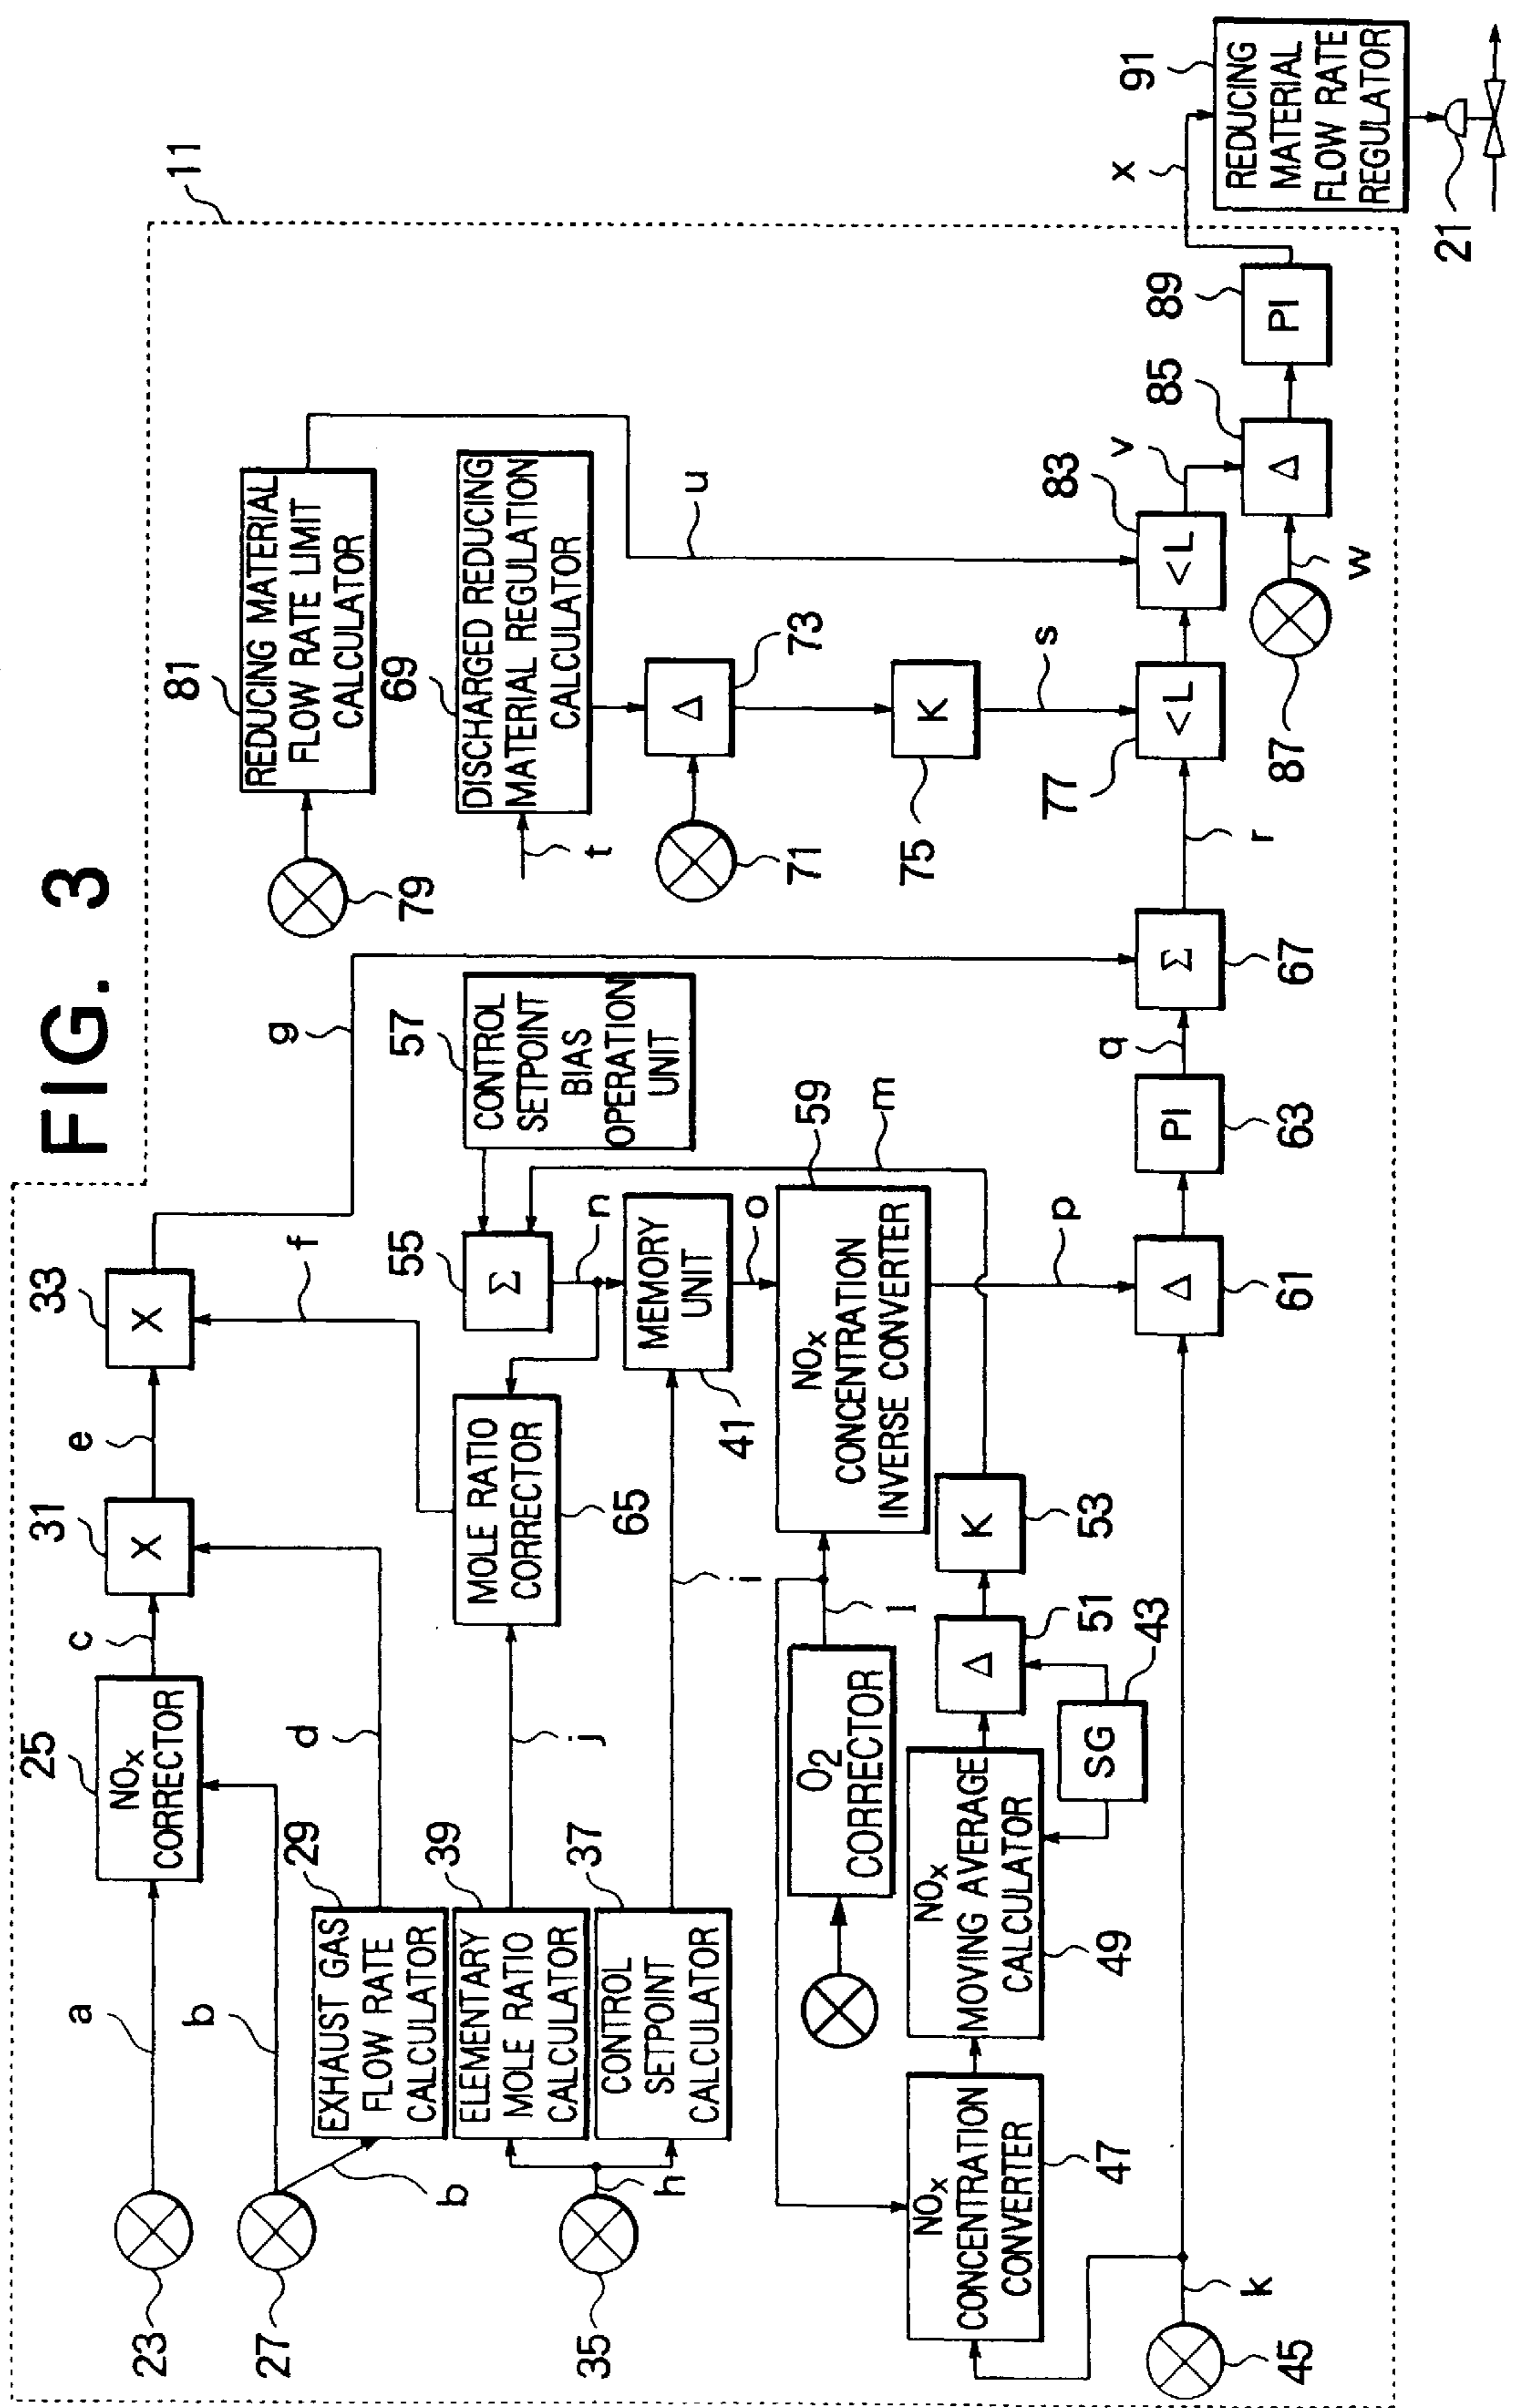 FIG. 3
11
23
a
25
NOx
CORRECTOR
c
31
X
e
33
X
g
27
b
b
29
EXHAUST GAS
FLOW RATE
CALCULATOR
d
f
39
ELEMENTARY
MOLE RATIO
CALCULATOR
j
MOLE RATIO
CORRECTOR
65
35
h
37
CONTROL
SETPOINT
CALCULATOR
i
55
Σ
n
57
CONTROL
SETPOINT
BIAS
OPERATION
UNIT
MEMORY
UNIT
41
o
O2
CORRECTOR
l
NOx
CONCENTRATION
INVERSE CONVERTER
59
m
NOx
CONCENTRATION
CONVERTER
47
NOx
MOVING AVERAGE
CALCULATOR
49
Δ
51
SG
43
K
53
p
45
k
Δ
61
PI
63
q
Σ
67
r
79
81
REDUCING MATERIAL
FLOW RATE LIMIT
CALCULATOR
u
69
DISCHARGED REDUCING
MATERIAL REGULATION
CALCULATOR
t
71
Δ
73
K
75
s
77
<L
83
<L
v
87
w
85
Δ
89
PI
x
91
REDUCING
MATERIAL
FLOW RATE
REGULATOR
21